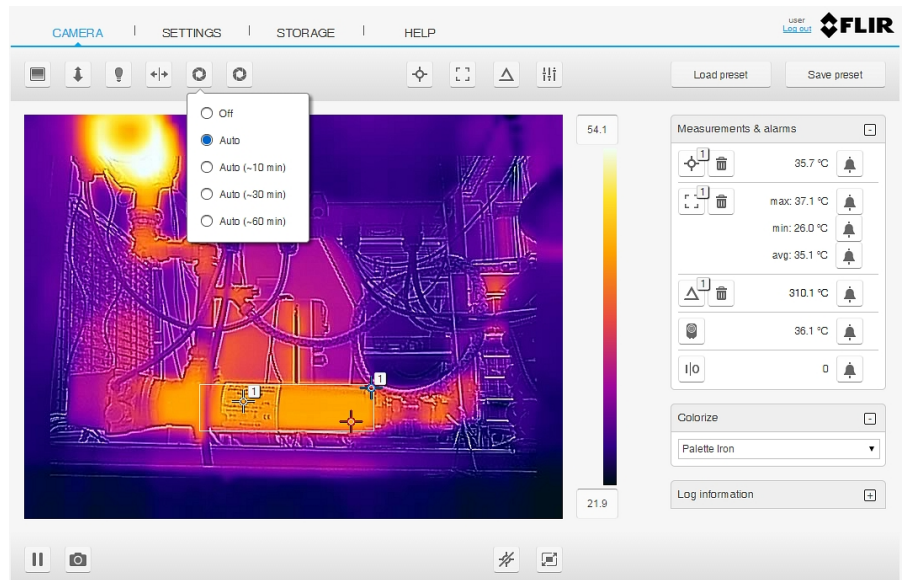 user
Log out
FLIR
CAMERA
SETTINGS
STORAGE
HELP
Load preset
Save preset
Off
Auto
Auto (~10 min)
Auto (~30 min)
Auto (~60 min)
54.1
21.9
1
1
Measurements & alarms
-
1
35.7 °C
1
max: 37.1 °C
min: 26.0 °C
avg: 35.1 °C
1
310.1 °C
36.1 °C
I|O
0
Colorize
-
Palette Iron
Log information
+